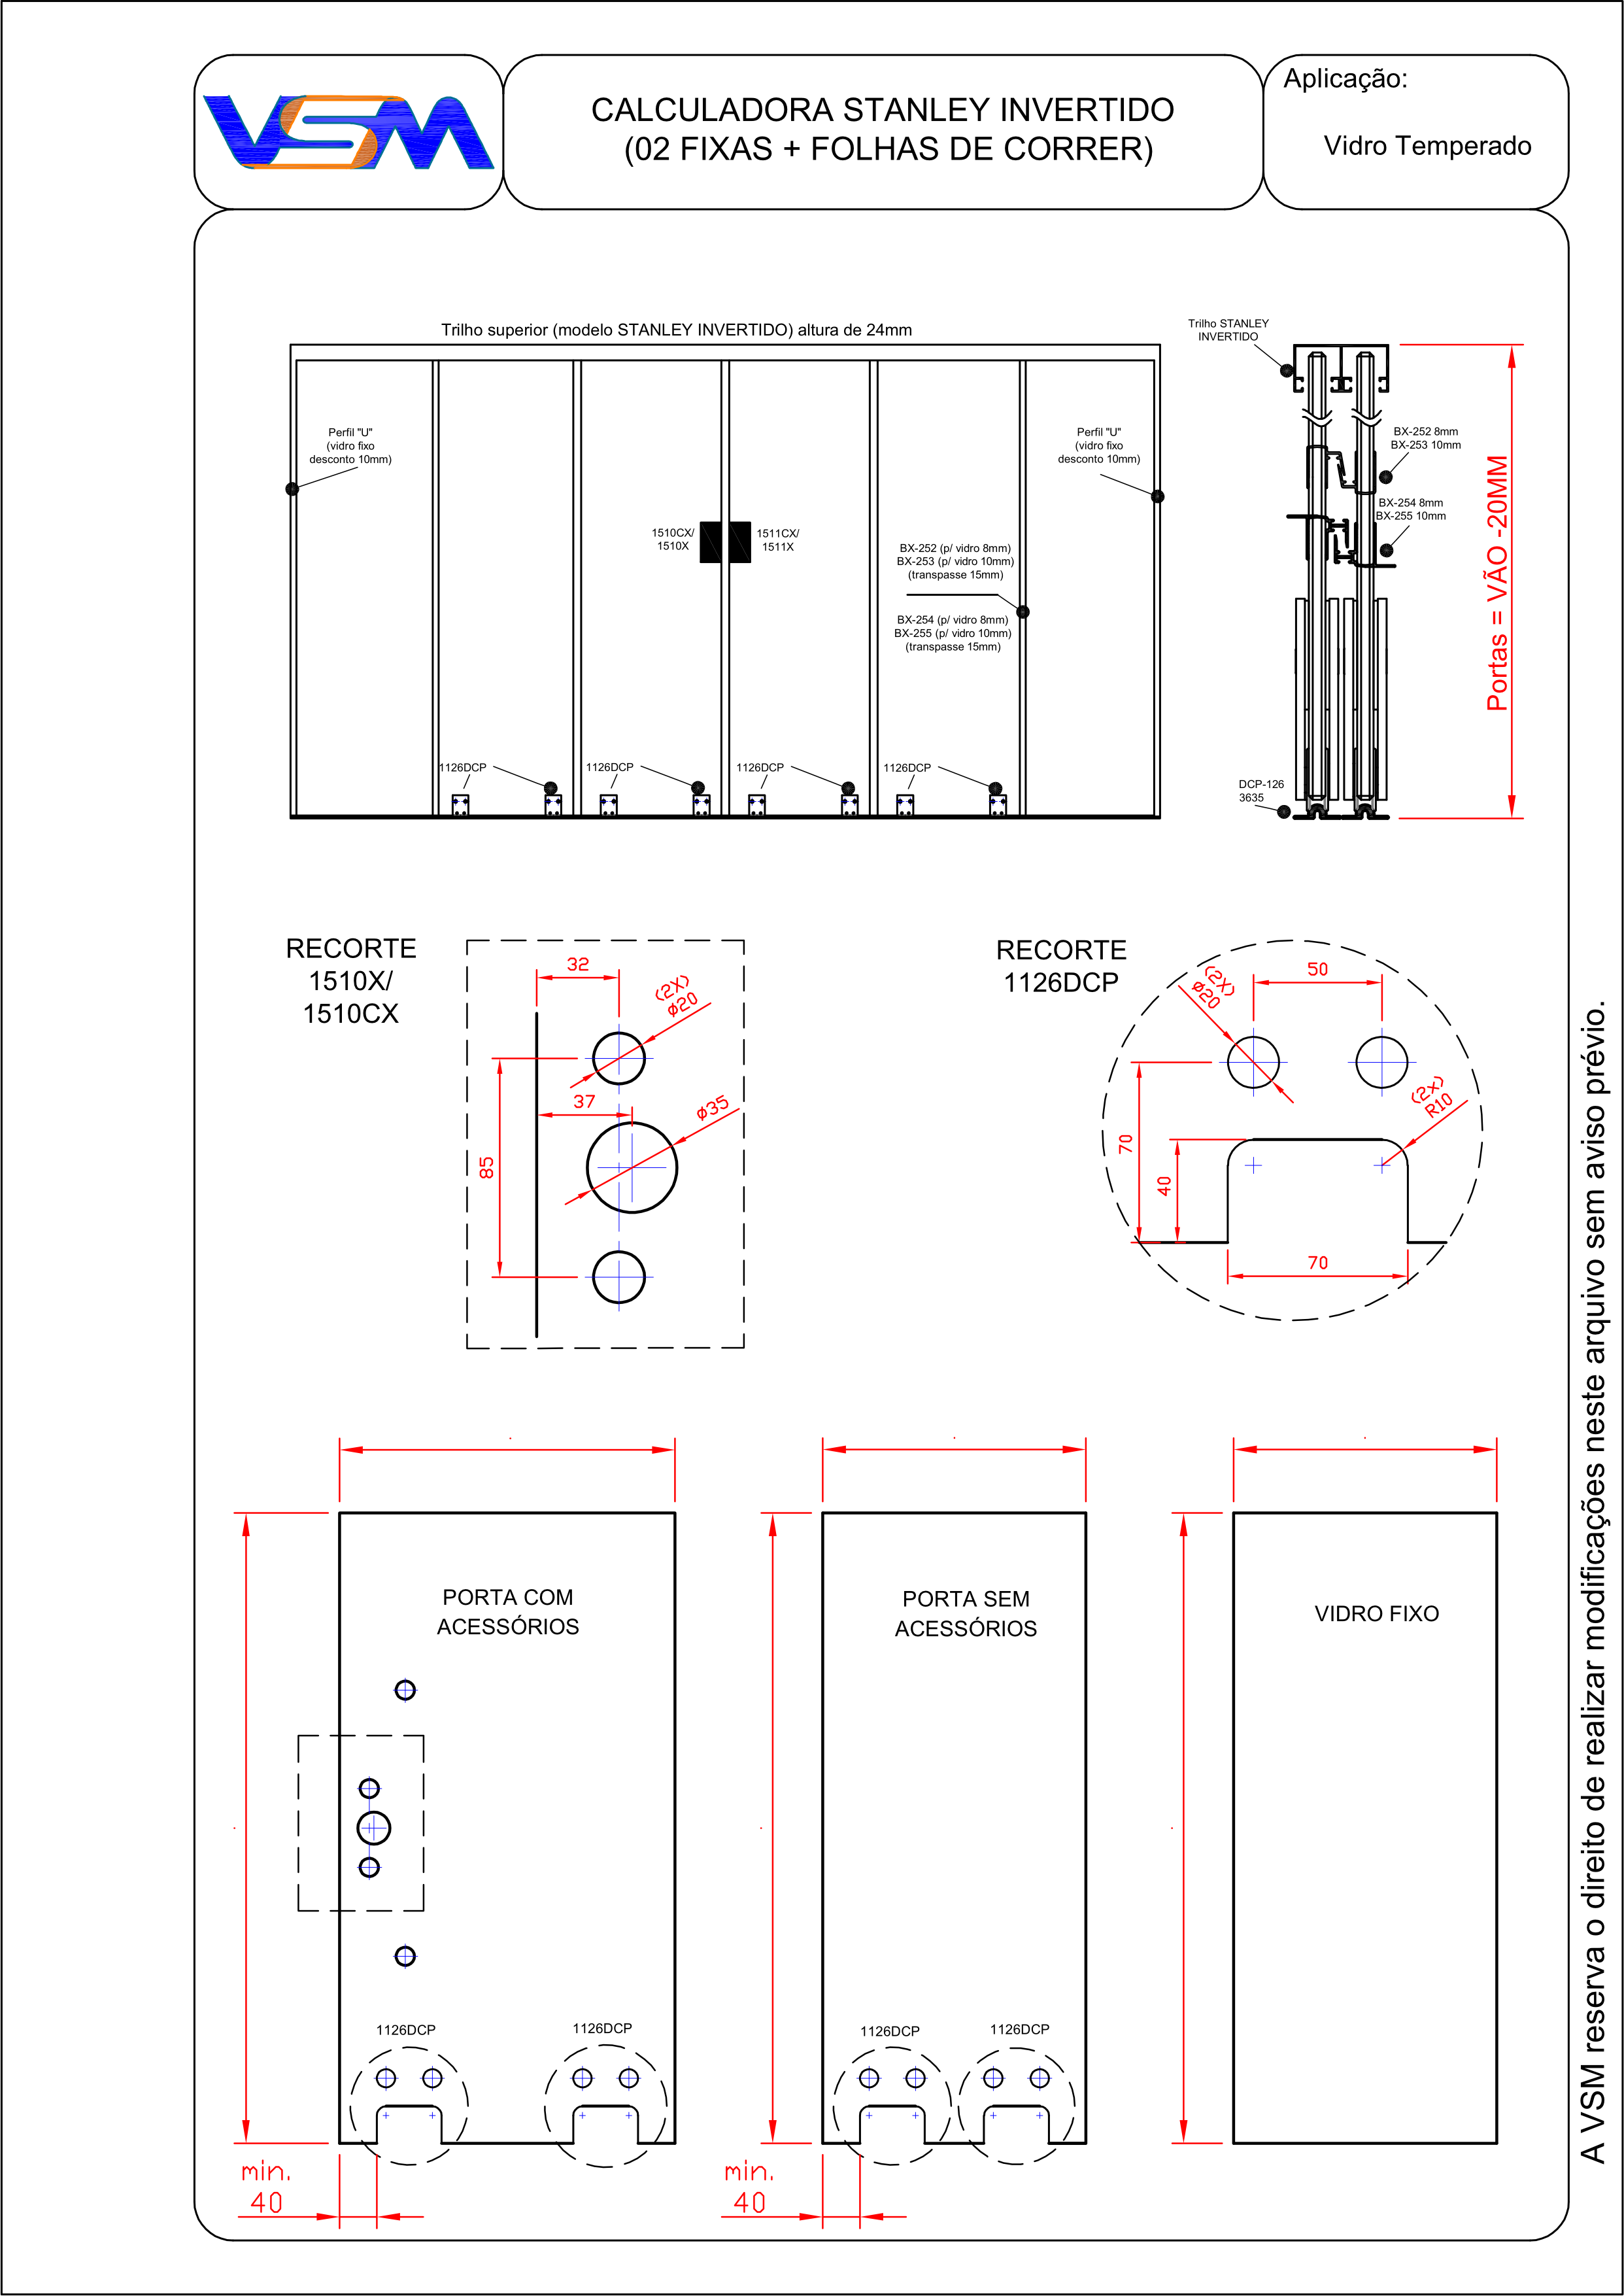 VSM
CALCULADORA STANLEY INVERTIDO
(02 FIXAS + FOLHAS DE CORRER)
Aplicação:
Vidro Temperado
Trilho superior (modelo STANLEY INVERTIDO) altura de 24mm
Perfil "U"
(vidro fixo
desconto 10mm)
1510CX/
1510X
1511CX/
1511X
Perfil "U"
(vidro fixo
desconto 10mm)
BX-252 (p/ vidro 8mm)
BX-253 (p/ vidro 10mm)
(transpasse 15mm)
BX-254 (p/ vidro 8mm)
BX-255 (p/ vidro 10mm)
(transpasse 15mm)
1126DCP
1126DCP
1126DCP
1126DCP
Trilho STANLEY
INVERTIDO
BX-252 8mm
BX-253 10mm
BX-254 8mm
BX-255 10mm
DCP-126
3635
Portas = VÃO -20MM
RECORTE
1510X/
1510CX
32
(2X)
ø20
37
ø35
85
RECORTE
1126DCP
(2X)
ø20
50
(2x)
R10
70
40
70
PORTA COM
ACESSÓRIOS
1126DCP
1126DCP
min.
40
PORTA SEM
ACESSÓRIOS
1126DCP
1126DCP
min.
40
VIDRO FIXO
A VSM reserva o direito de realizar modificações neste arquivo sem aviso prévio.